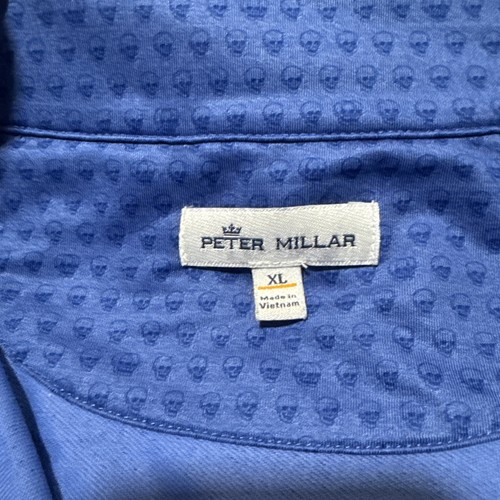 PETER MILLAR
XL
Made in
Vietnam